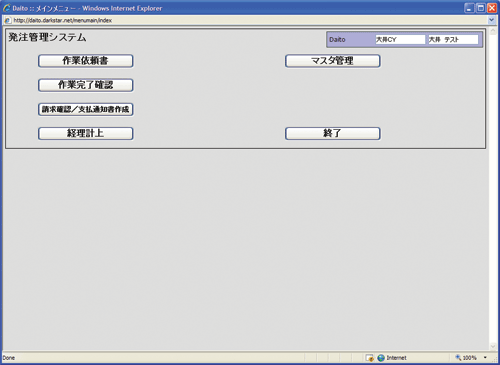 Daito :: メインメニュー - Windows Internet Explorer
http://daito.darkstar.net/menumain/index
発注管理システム
Daito 大井CY 大井 テスト
作業依頼書 マスタ管理
作業完了確認
請求確認/支払通知書作成
経理計上 終了
Done Internet 100%